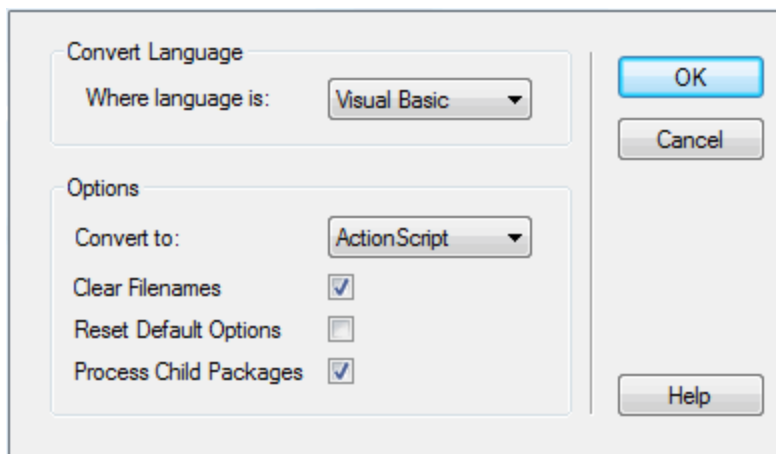 Convert Language
Where language is: Visual Basic
OK
Cancel
Options
Convert to: ActionScript
Clear Filenames
Reset Default Options
Process Child Packages
Help